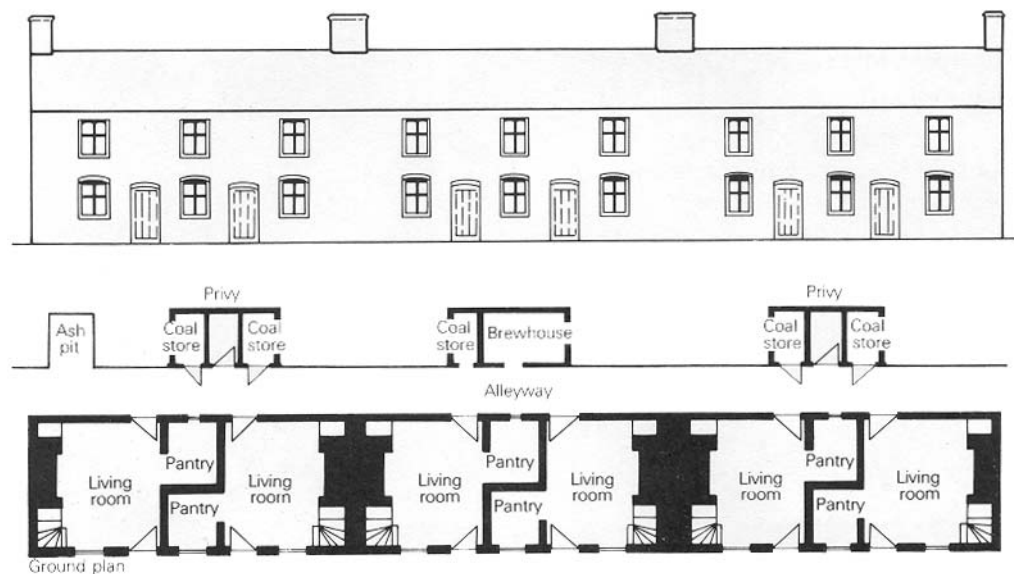 Privy
Privy
Ash
pit
Coal
store
Coal
store
Coal
store
Brewhouse
Coal
store
Coal
store
Alleyway
Pantry
Pantry
Pantry
Living
room
Living
room
Living
room
Living
room
Living
room
Living
room
Pantry
Pantry
Pantry
Ground plan